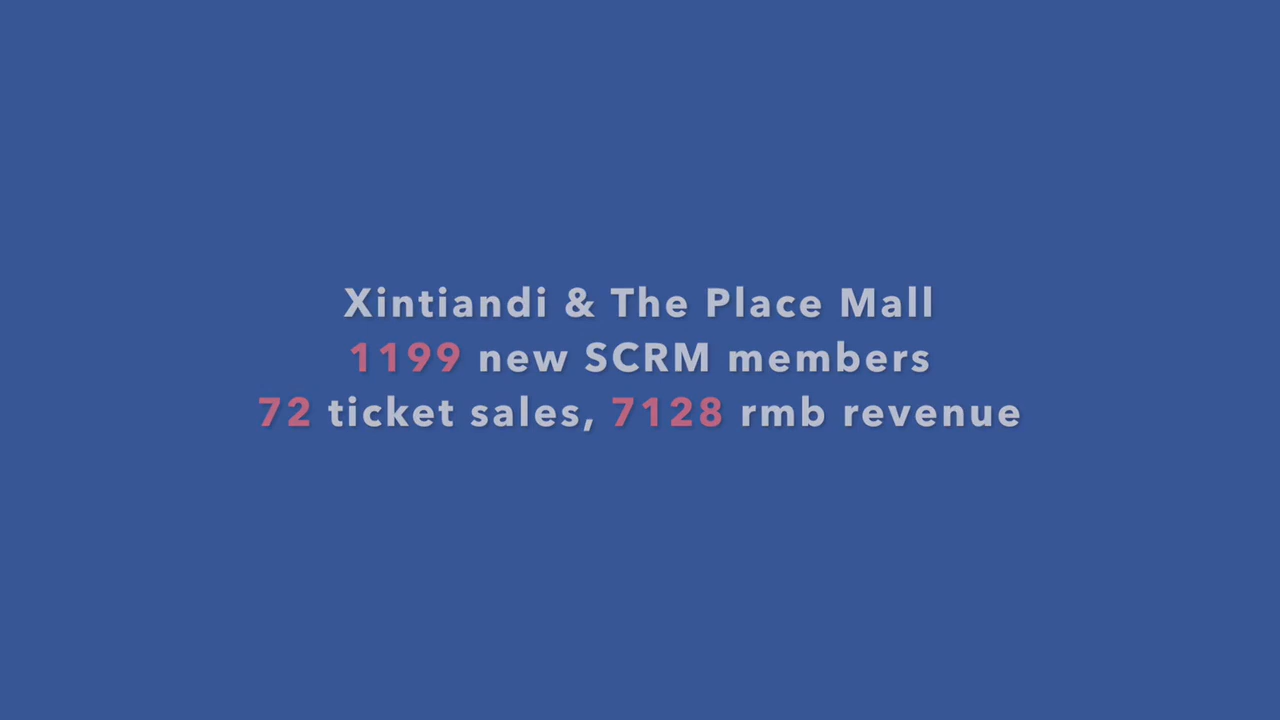 Xintiandi & The Place Mall
1199 new SCRM members
72 ticket sales, 7128 rmb revenue